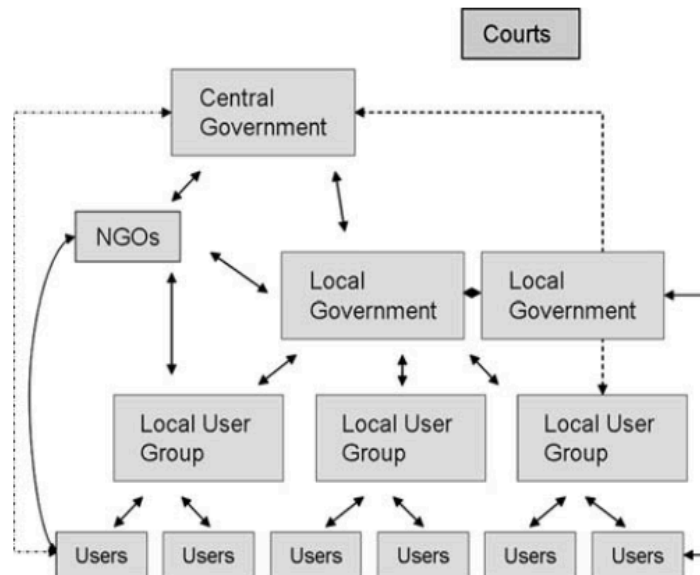 Courts
Central
Government
NGOs
Local
Government
Local
Government
Local User
Group
Local User
Group
Local User
Group
Users
Users
Users
Users
Users
Users